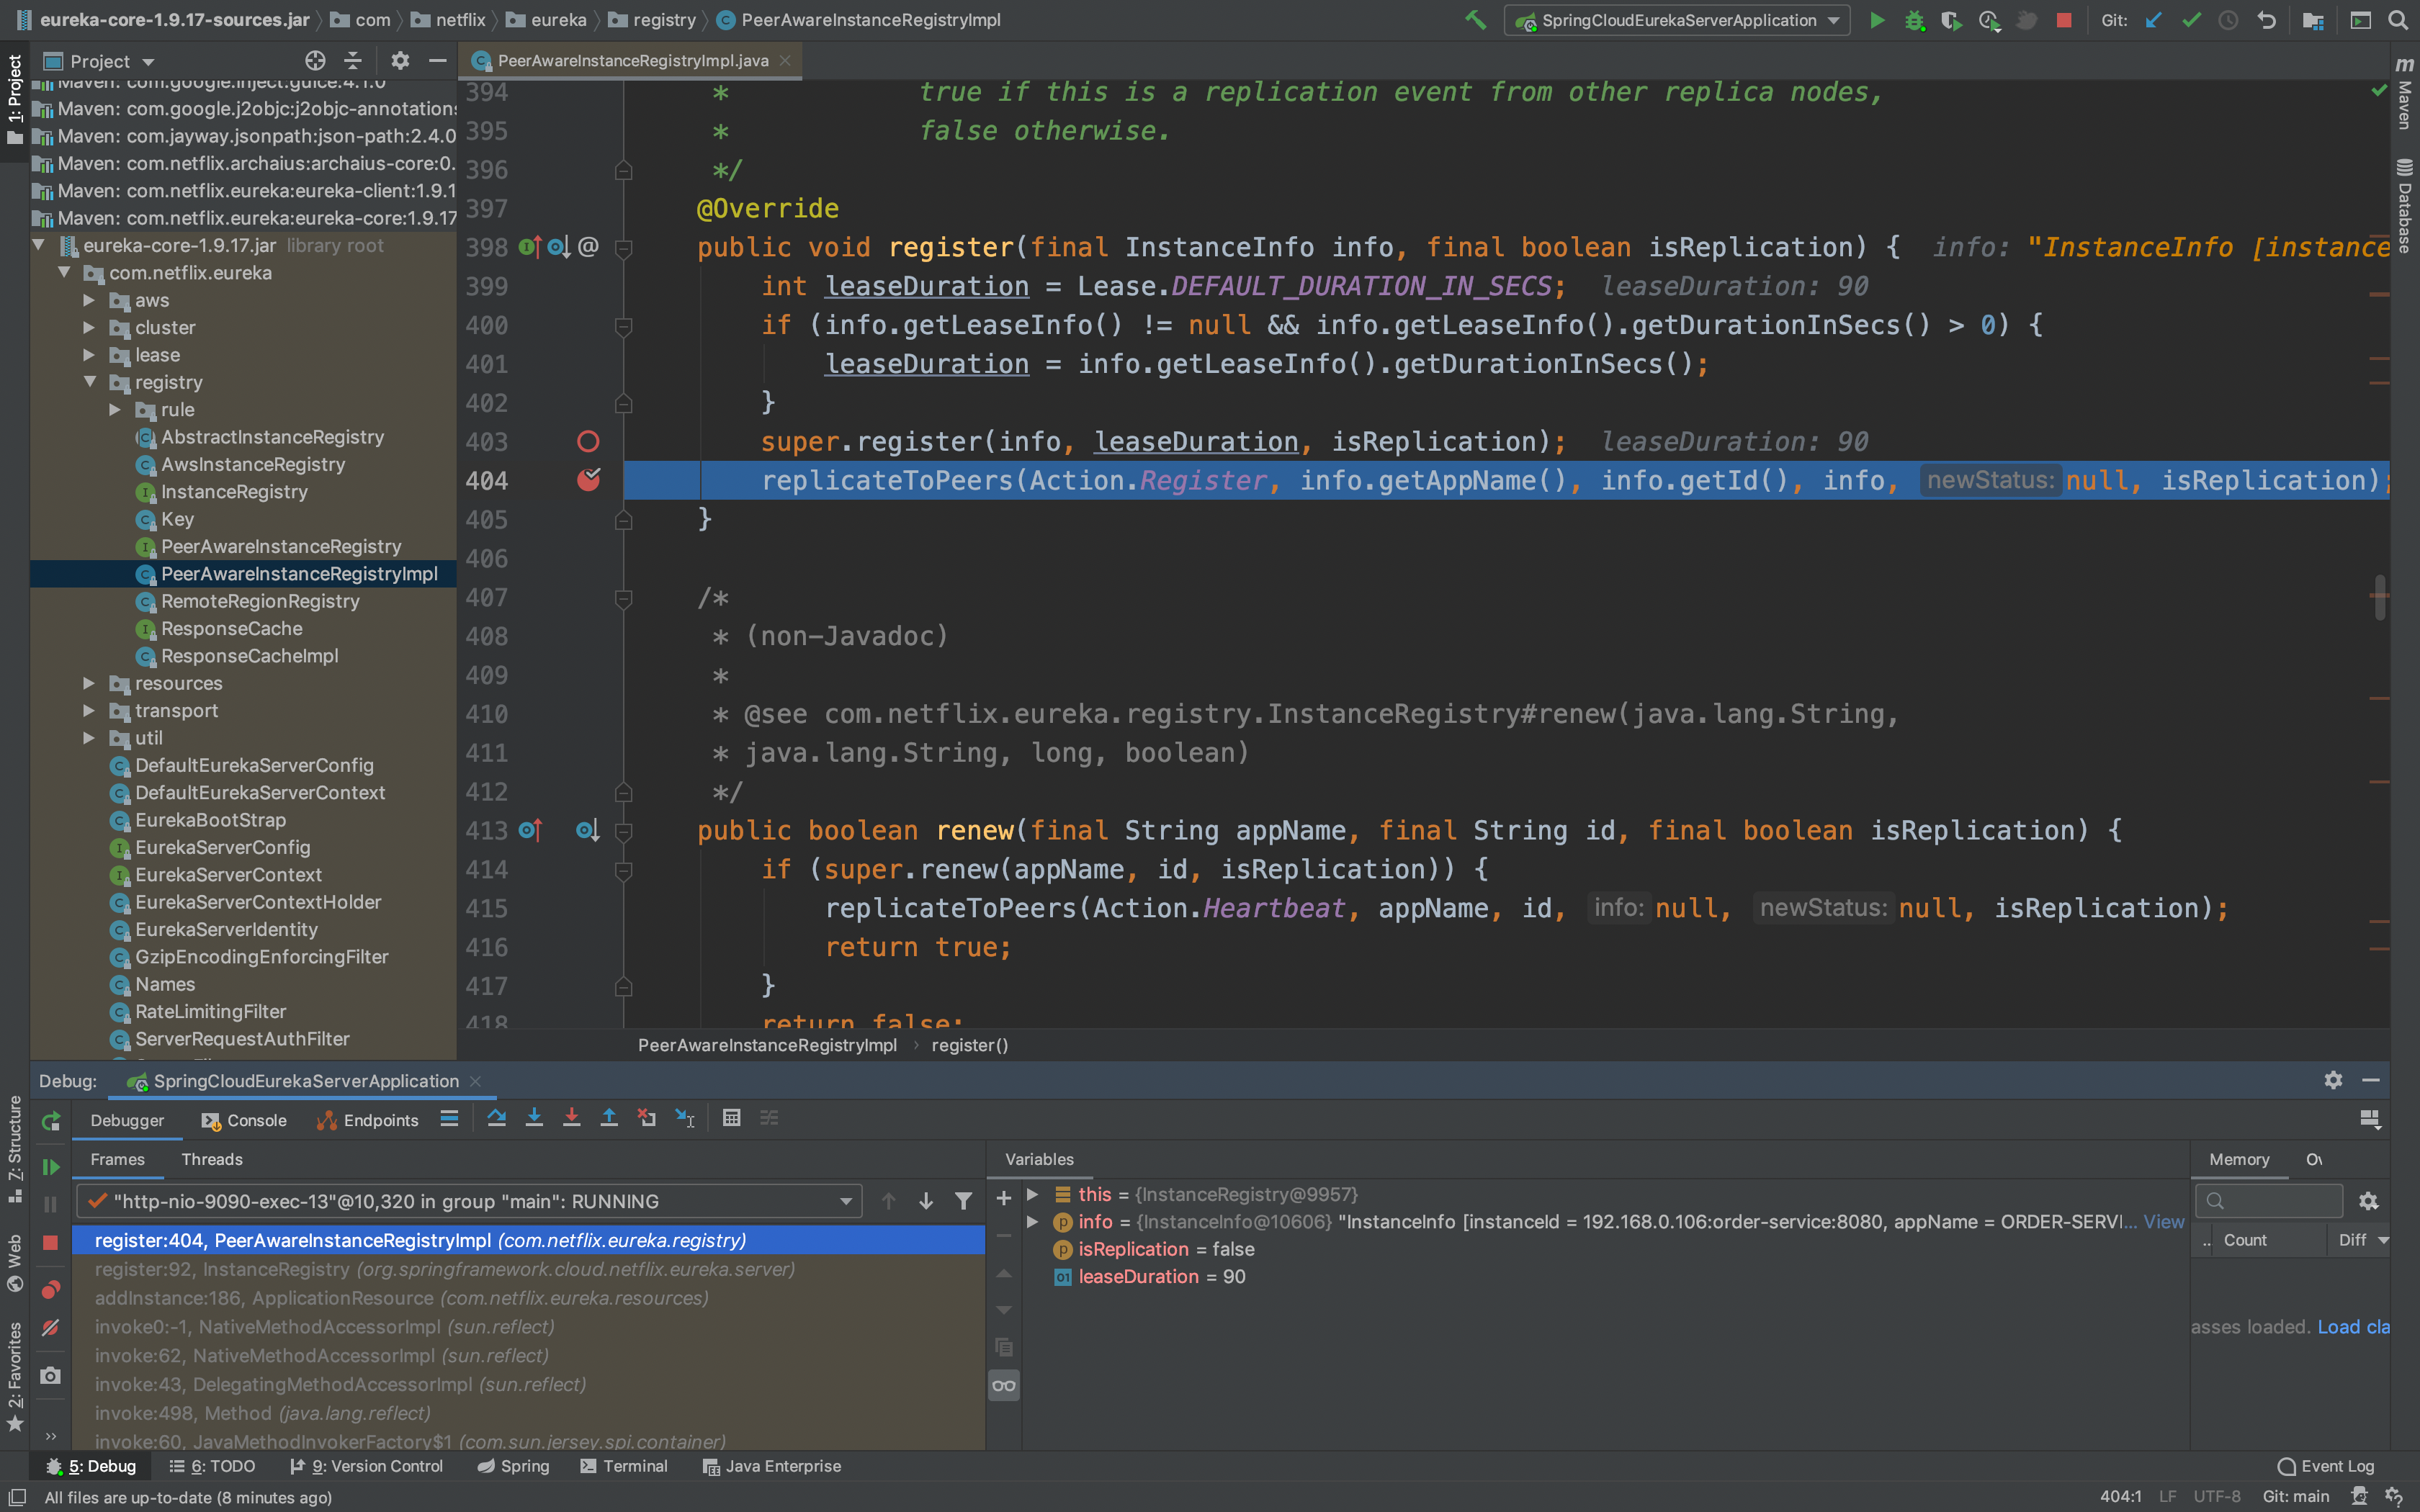 eureka-core-1.9.17-sources.jar com netflix eureka registry PeerAwareInstanceRegistryImpl
SpringCloudEurekaServerApplication Git:
1: Project
Project
PeerAwareInstanceRegistryImpl.java
Maven: com.google.inject:guice:4.1.0
Maven: com.google.j2objc:j2objc-annotations:
Maven: com.jayway.jsonpath:json-path:2.4.0
Maven: com.netflix.archaius:archaius-core:0.
Maven: com.netflix.eureka:eureka-client:1.9.1
Maven: com.netflix.eureka:eureka-core:1.9.17
eureka-core-1.9.17.jar library root
com.netflix.eureka
aws
cluster
lease
registry
rule
AbstractInstanceRegistry
AwsInstanceRegistry
InstanceRegistry
Key
PeerAwareInstanceRegistry
PeerAwareInstanceRegistryImpl
RemoteRegionRegistry
ResponseCache
ResponseCacheImpl
resources
transport
util
DefaultEurekaServerConfig
DefaultEurekaServerContext
EurekaBootStrap
EurekaServerConfig
EurekaServerContext
EurekaServerContextHolder
EurekaServerIdentity
GzipEncodingEnforcingFilter
Names
RateLimitingFilter
ServerRequestAuthFilter
394 * true if this is a replication event from other replica nodes,
395 * false otherwise.
396 */
397 @Override
398 @ public void register(final InstanceInfo info, final boolean isReplication) { info: "InstanceInfo [instance
399 int leaseDuration = Lease.DEFAULT_DURATION_IN_SECS; leaseDuration: 90
400 if (info.getLeaseInfo() != null && info.getLeaseInfo().getDurationInSecs() > 0) {
401 leaseDuration = info.getLeaseInfo().getDurationInSecs();
402 }
403 super.register(info, leaseDuration, isReplication); leaseDuration: 90
404 replicateToPeers(Action.Register, info.getAppName(), info.getId(), info, newStatus: null, isReplication);
405 }
406
407 /*
408 * (non-Javadoc)
409 *
410 * @see com.netflix.eureka.registry.InstanceRegistry#renew(java.lang.String,
411 * java.lang.String, long, boolean)
412 */
413 public boolean renew(final String appName, final String id, final boolean isReplication) {
414 if (super.renew(appName, id, isReplication)) {
415 replicateToPeers(Action.Heartbeat, appName, id, info: null, newStatus: null, isReplication);
416 return true;
417 }
418 return false;
PeerAwareInstanceRegistryImpl › register()
m Maven
Database
Debug: SpringCloudEurekaServerApplication
Debugger Console Endpoints
Frames Threads
"http-nio-9090-exec-13"@10,320 in group "main": RUNNING
register:404, PeerAwareInstanceRegistryImpl (com.netflix.eureka.registry)
register:92, InstanceRegistry (org.springframework.cloud.netflix.eureka.server)
addInstance:186, ApplicationResource (com.netflix.eureka.resources)
invoke0:-1, NativeMethodAccessorImpl (sun.reflect)
invoke:62, NativeMethodAccessorImpl (sun.reflect)
invoke:43, DelegatingMethodAccessorImpl (sun.reflect)
invoke:498, Method (java.lang.reflect)
invoke:60, JavaMethodInvokerFactory$1 (com.sun.jersey.spi.container)
Variables
this = {InstanceRegistry@9957}
info = {InstanceInfo@10606} "InstanceInfo [instanceId = 192.168.0.106:order-service:8080, appName = ORDER-SERVI... View
isReplication = false
leaseDuration = 90
Memory
Count Diff
asses loaded. Load cla
Z: Structure
Web
2: Favorites
5: Debug 6: TODO 9: Version Control Spring Terminal Java Enterprise Event Log
All files are up-to-date (8 minutes ago) 404:1 LF UTF-8 Git: main